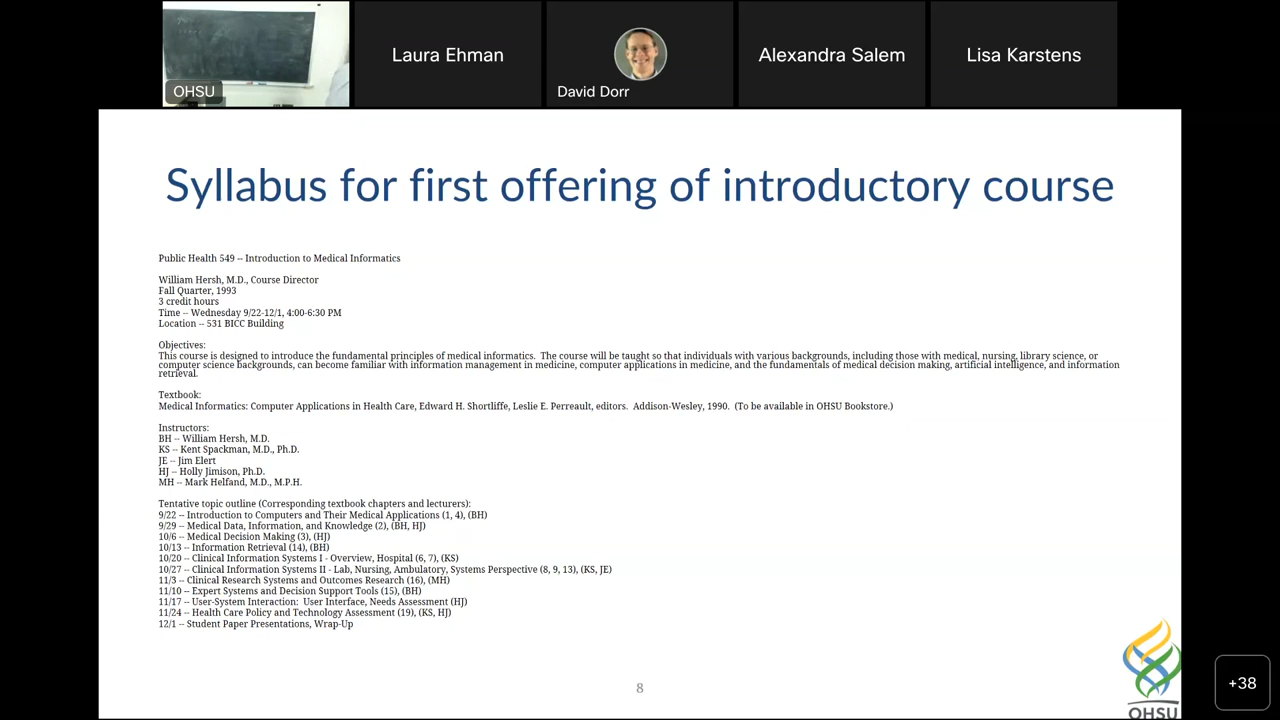 OHSU
Laura Ehman
David Dorr
Alexandra Salem
Lisa Karstens
Syllabus for first offering of introductory course
Public Health 549 -- Introduction to Medical Informatics
William Hersh, M.D., Course Director
Fall Quarter, 1993
3 credit hours
Time -- Wednesday 9/22-12/1, 4:00-6:30 PM
Location -- 531 BICC Building
Objectives:
This course is designed to introduce the fundamental principles of medical informatics.  The course will be taught so that individuals with various backgrounds, including those with medical, nursing, library science, or
computer science backgrounds, can become familiar with information management in medicine, computer applications in medicine, and the fundamentals of medical decision making, artificial intelligence, and information
retrieval.
Textbook:
Medical Informatics: Computer Applications in Health Care, Edward H. Shortliffe, Leslie E. Perreault, editors.  Addison-Wesley, 1990.  (To be available in OHSU Bookstore.)
Instructors:
BH -- William Hersh, M.D.
KS -- Kent Spackman, M.D., Ph.D.
JE -- Jim Elert
HJ -- Holly Jimison, Ph.D.
MH -- Mark Helfand, M.D., M.P.H.
Tentative topic outline (Corresponding textbook chapters and lecturers):
9/22 -- Introduction to Computers and Their Medical Applications (1, 4), (BH)
9/29 -- Medical Data, Information, and Knowledge (2), (BH, HJ)
10/6 -- Medical Decision Making (3), (HJ)
10/13 -- Information Retrieval (14), (BH)
10/20 -- Clinical Information Systems I - Overview, Hospital (6, 7), (KS)
10/27 -- Clinical Information Systems II - Lab, Nursing, Ambulatory, Systems Perspective (8, 9, 13), (KS, JE)
11/3 -- Clinical Research Systems and Outcomes Research (16), (MH)
11/10 -- Expert Systems and Decision Support Tools (15), (BH)
11/17 -- User-System Interaction:  User Interface, Needs Assessment (HJ)
11/24 -- Health Care Policy and Technology Assessment (19), (KS, HJ)
12/1 -- Student Paper Presentations, Wrap-Up
8
OHSU
+38